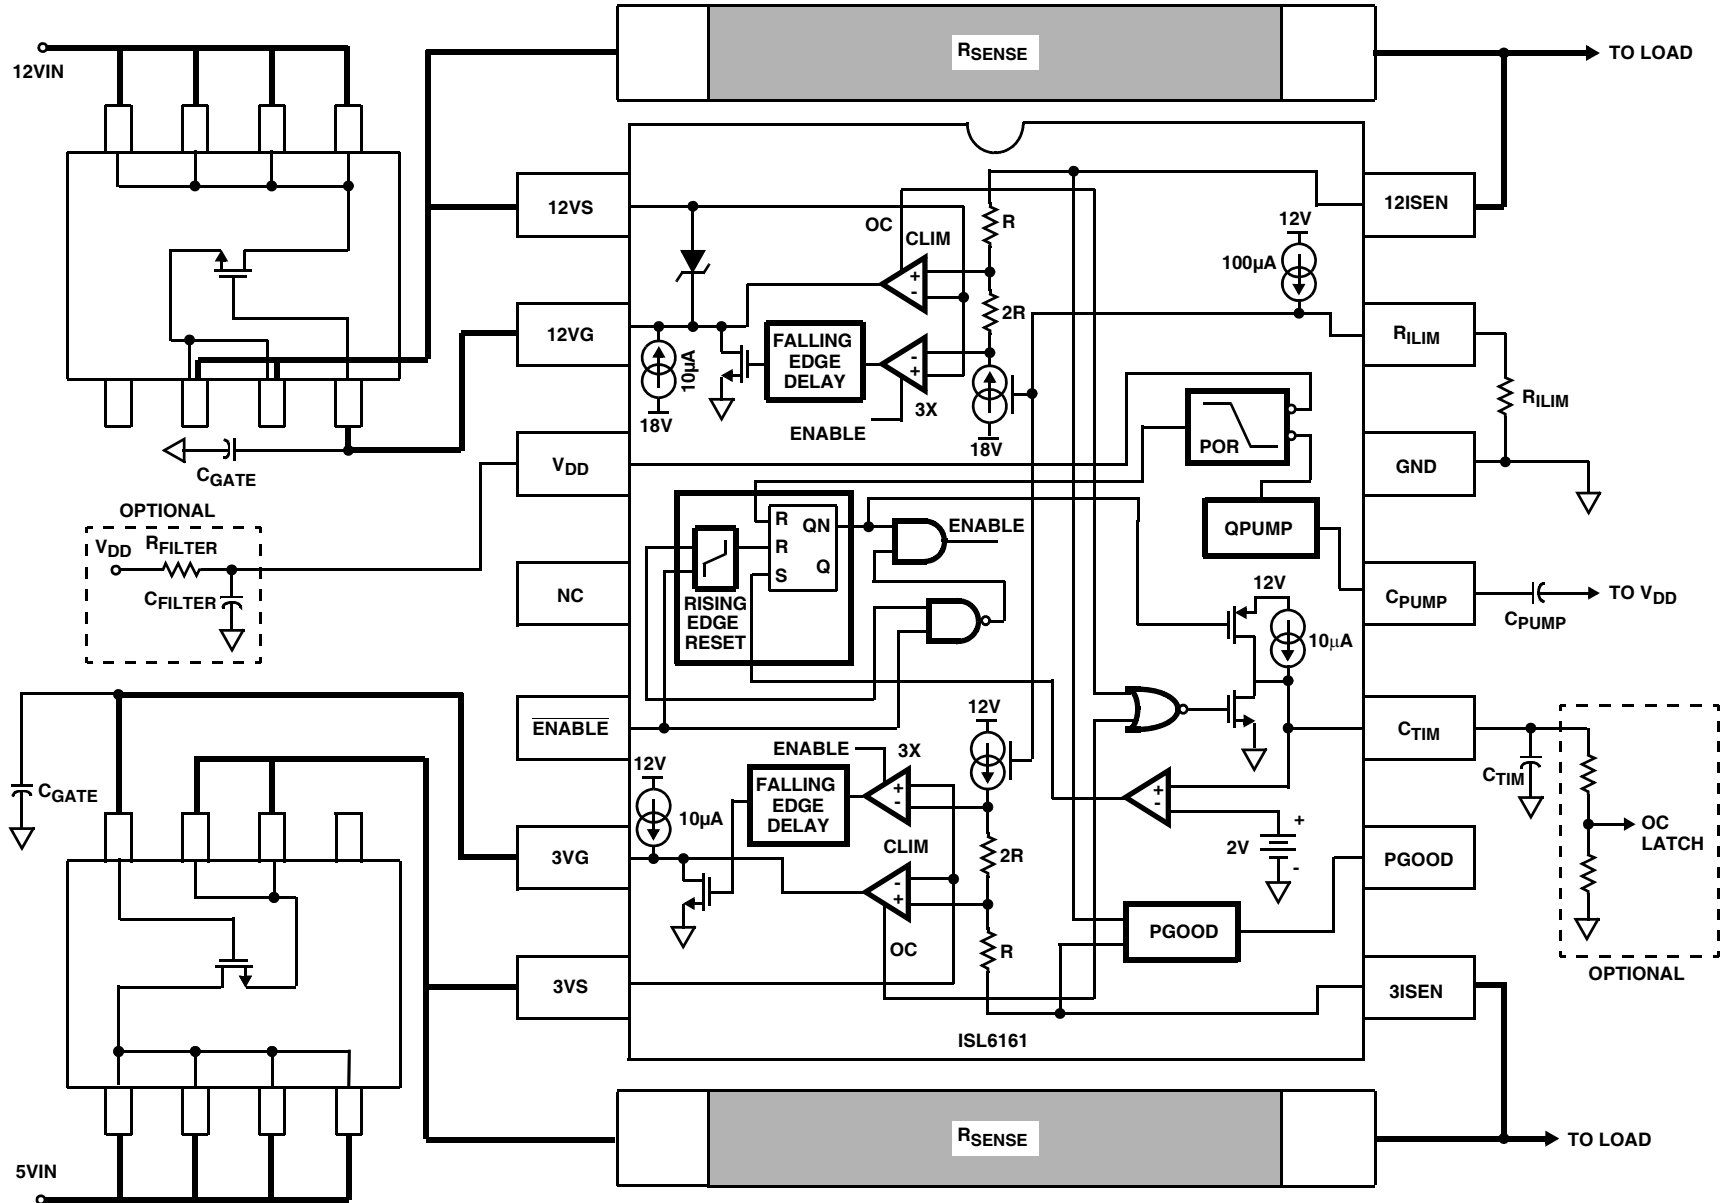 12VIN
RSENSE
TO LOAD
12VS
12VG
VDD
NC
ENABLE
3VG
3VS
12ISEN
RILIM
GND
CPUMP
CTIM
PGOOD
3ISEN
OC
CLIM
R
+
-
2R
-
+
3X
ENABLE
FALLING
EDGE
DELAY
10µA
18V
18V
12V
100µA
RILIM
POR
QPUMP
CGATE
OPTIONAL
VDD
RFILTER
CFILTER
R
R
S
QN
Q
RISING
EDGE
RESET
ENABLE
12V
10µA
TO VDD
CPUMP
CGATE
12V
10µA
ENABLE
3X
FALLING
EDGE
DELAY
+
-
12V
2R
CLIM
-
+
OC
R
+
-
2V
+
-
PGOOD
CTIM
OC
LATCH
OPTIONAL
ISL6161
5VIN
RSENSE
TO LOAD